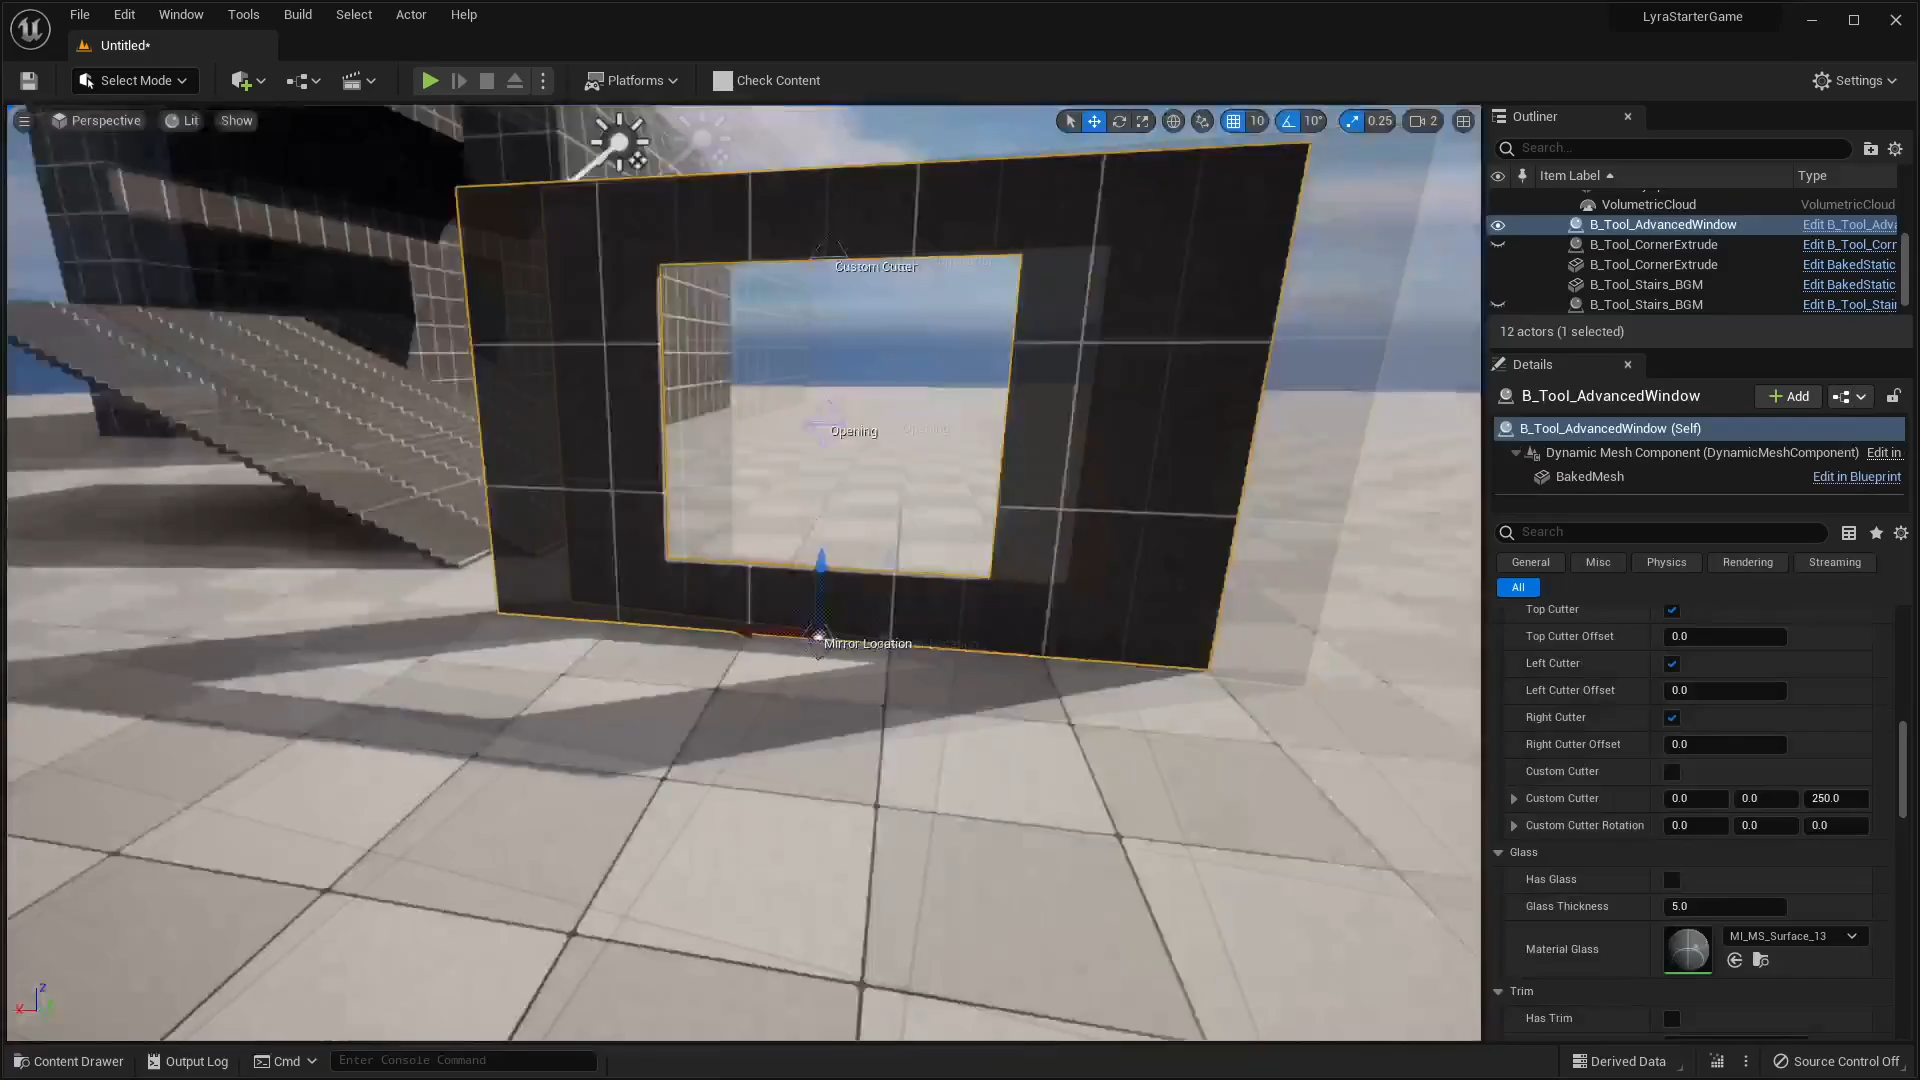 File Edit Window Tools Build Select Actor Help
LyraStarterGame
Untitled*
Select Mode
Platforms
Check Content
Settings
Perspective
Lit
Show
10
10°
0.25
2
Outliner
Search...
Item Label
Type
VolumetricCloud VolumetricCloud
B_Tool_AdvancedWindow Edit B_Tool_Adva
B_Tool_CornerExtrude Edit B_Tool_Corr
B_Tool_CornerExtrude Edit BakedStatic
B_Tool_Stairs_BGM Edit BakedStatic
B_Tool_Stairs_BGM Edit B_Tool_Stair
12 actors (1 selected)
Details
B_Tool_AdvancedWindow
Add
B_Tool_AdvancedWindow (Self)
Dynamic Mesh Component (DynamicMeshComponent) Edit in
BakedMesh Edit in Blueprint
Search
General Misc Physics Rendering Streaming
All
Top Cutter
Top Cutter Offset 0.0
Left Cutter
Left Cutter Offset 0.0
Right Cutter
Right Cutter Offset 0.0
Custom Cutter
Custom Cutter 0.0 0.0 250.0
Custom Cutter Rotation 0.0 0.0 0.0
Glass
Has Glass
Glass Thickness 5.0
Material Glass MI_MS_Surface_13
Trim
Has Trim
Custom Cutter
Opening
Opening
Mirror Location
Z
X
Content Drawer
Output Log
Cmd
Enter Console Command
Derived Data
Source Control Off